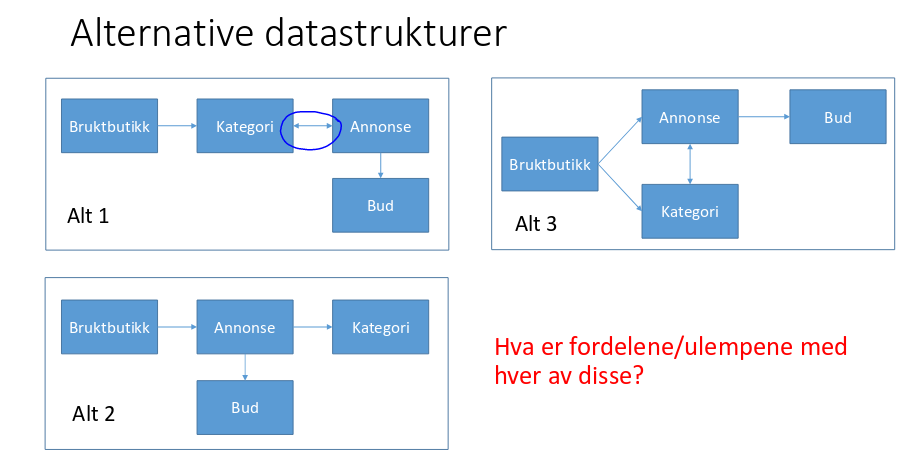 Alternative datastrukturer
Bruktbutikk
Kategori
Annonse
Bud
Alt 1
Bruktbutikk
Annonse
Bud
Kategori
Alt 3
Bruktbutikk
Annonse
Kategori
Bud
Alt 2
Hva er fordelene/ulempene med
hver av disse?